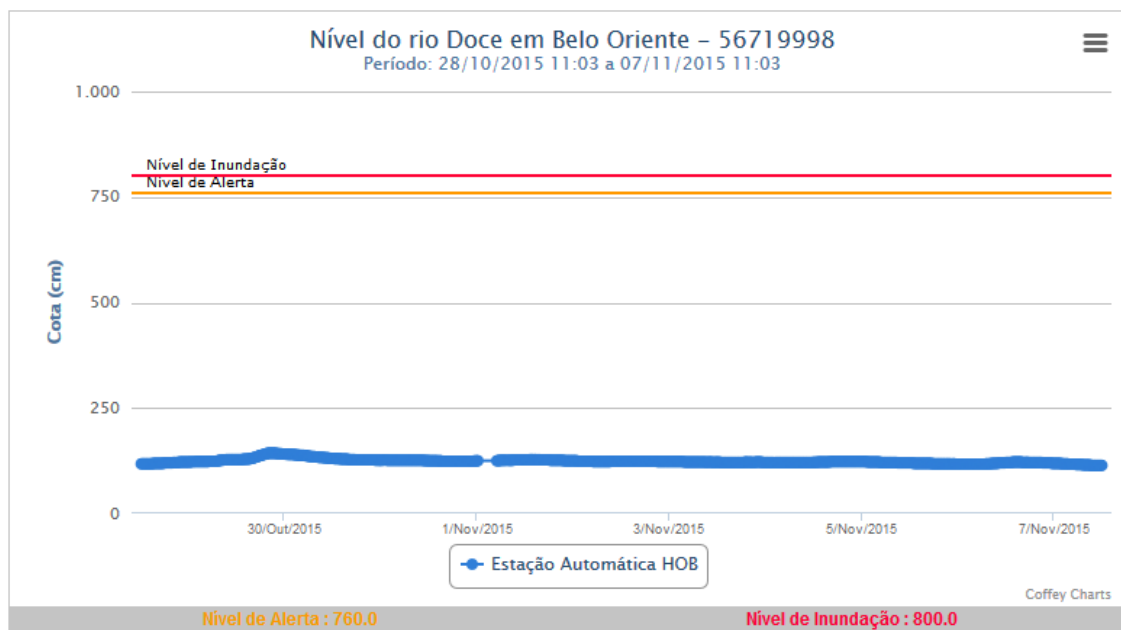 Nível do rio Doce em Belo Oriente – 56719998
Período: 28/10/2015 11:03 a 07/11/2015 11:03
1.000
Nível de Inundação
Nivel de Alerta
750
500
Cota (cm)
250
0
30/Out/2015 1/Nov/2015 3/Nov/2015 5/Nov/2015 7/Nov/2015
Estação Automática HOB
Coffey Charts
Nivel de Alerta : 760.0 Nível de Inundação : 800.0